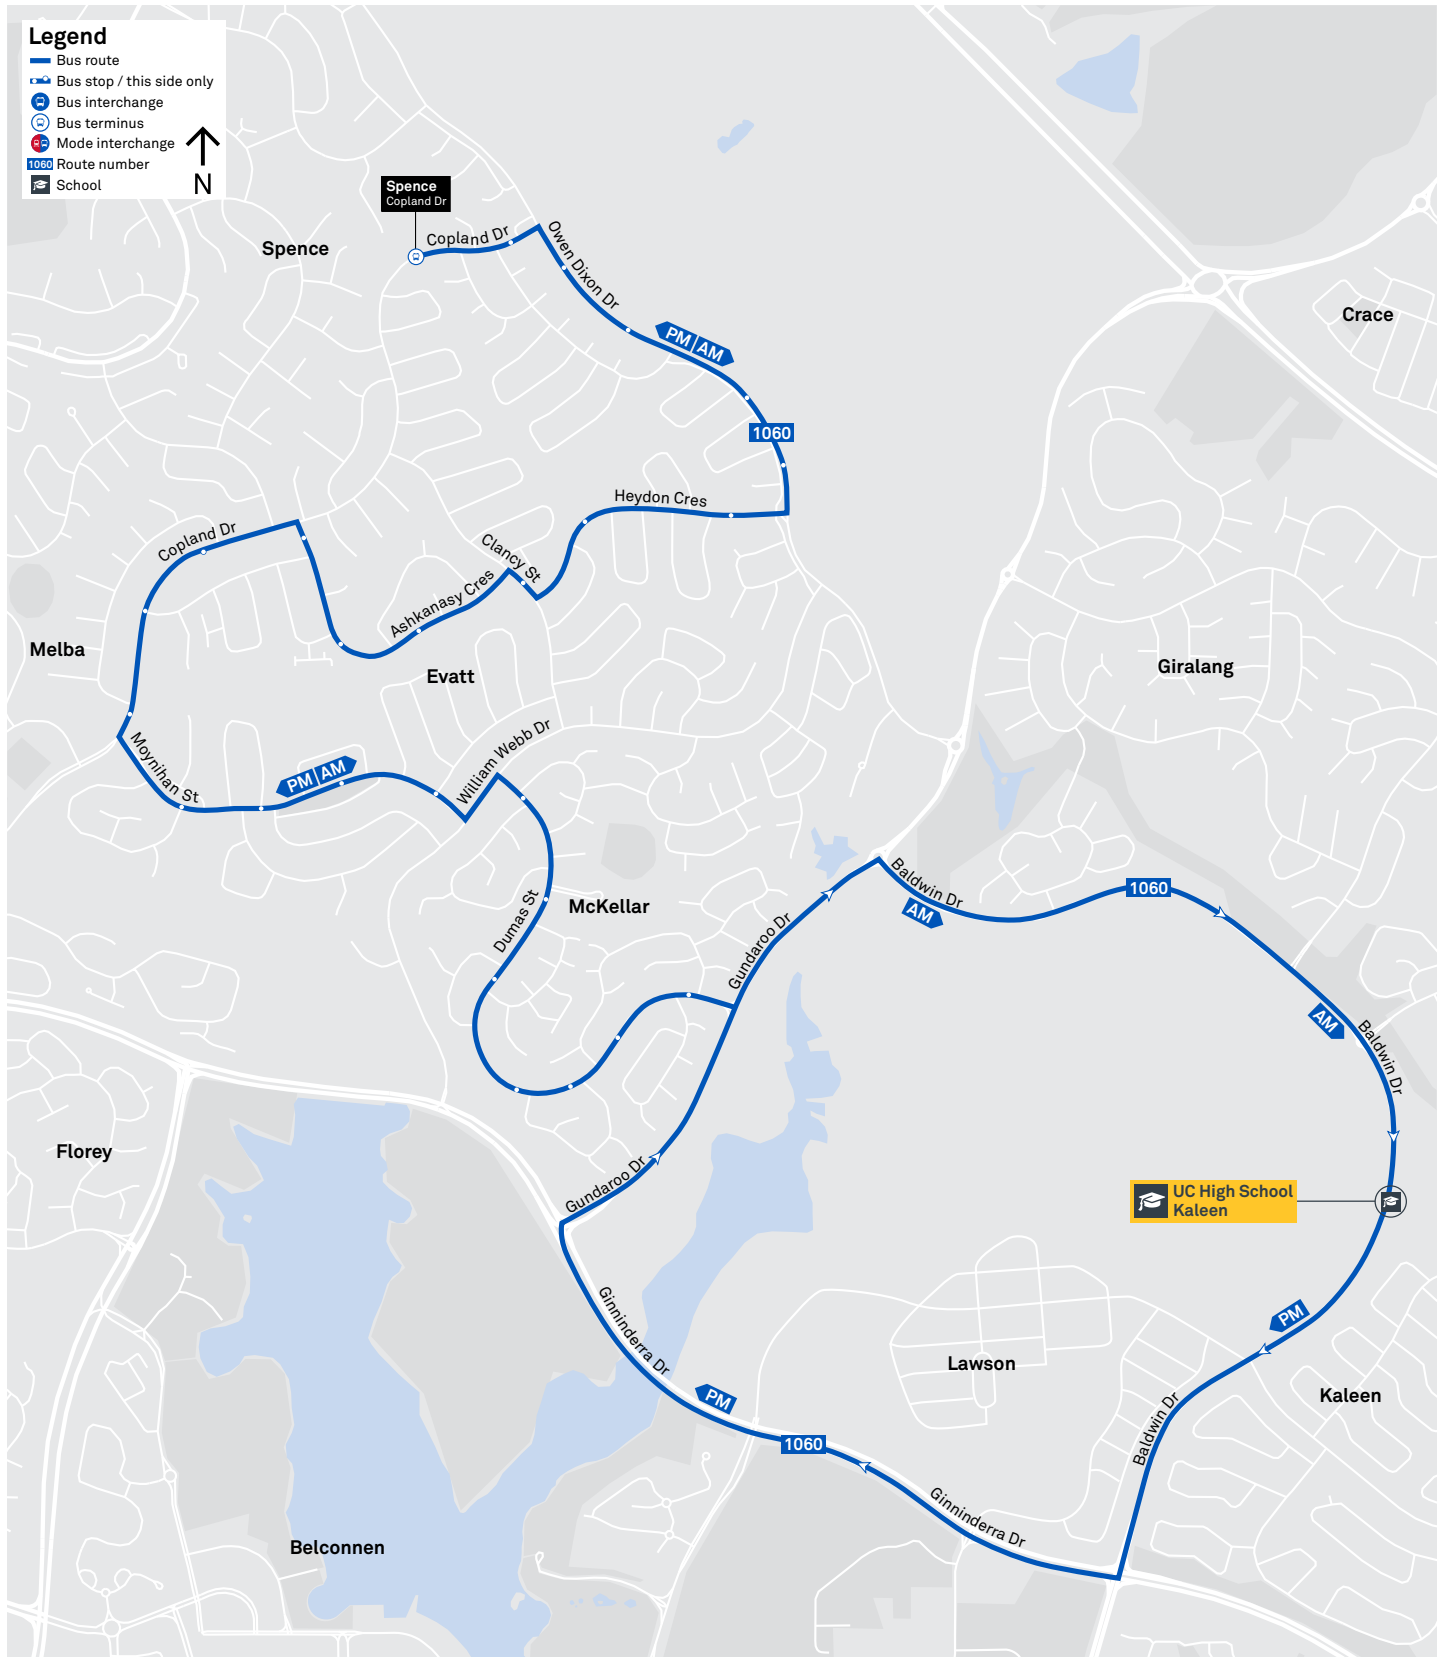 Legend
Bus route
Bus stop / this side only
Bus interchange
Bus terminus
Mode interchange
1060 Route number
School
N
Spence
Copland Dr
Spence
Copland Dr
Owen Dixon Dr
PM AM
1060
Crace
Heydon Cres
Copland Dr
Clancy St
Ashkanasy Cres
Melba
Evatt
Giralang
Moynihan St
PM AM
William Webb Dr
Dumas St
McKellar
Gundaroo Dr
Baldwin Dr
AM
1060
AM
Baldwin Dr
Florey
Gundaroo Dr
UC High School
Kaleen
Ginninderra Dr
PM
Lawson
PM
Kaleen
Baldwin Dr
1060
Ginninderra Dr
Belconnen